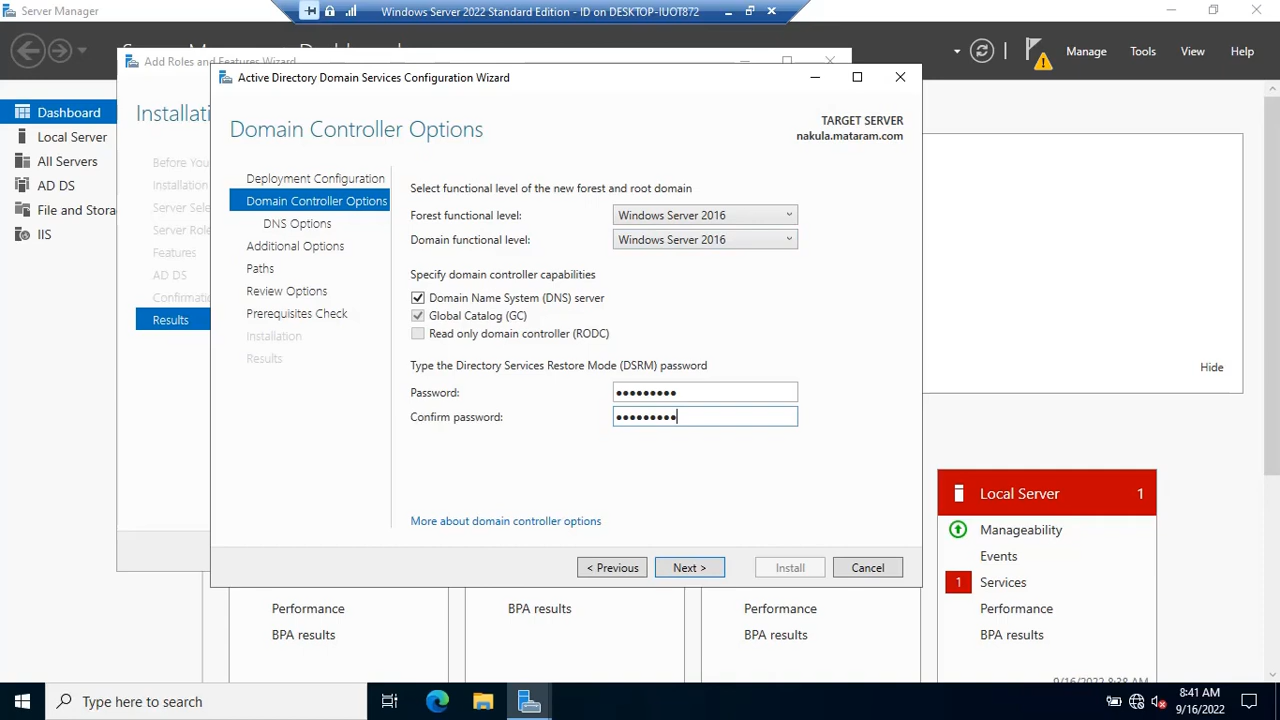 Server Manager
Windows Server 2022 Standard Edition - ID on DESKTOP-IUOT872
Manage
Tools
View
Help
Add Roles and Features Wizard
Active Directory Domain Services Configuration Wizard
Dashboard
Local Server
All Servers
AD DS
File and Stora
IIS
Installati
Before You
Installation
Server Sele
Server Role
Features
AD DS
Confirmatio
Results
Domain Controller Options
TARGET SERVER
nakula.mataram.com
Deployment Configuration
Domain Controller Options
DNS Options
Additional Options
Paths
Review Options
Prerequisites Check
Installation
Results
Select functional level of the new forest and root domain
Forest functional level:
Windows Server 2016
Domain functional level:
Windows Server 2016
Specify domain controller capabilities
Domain Name System (DNS) server
Global Catalog (GC)
Read only domain controller (RODC)
Type the Directory Services Restore Mode (DSRM) password
Password:
●●●●●●●●●
Confirm password:
●●●●●●●●●
More about domain controller options
< Previous
Next >
Install
Cancel
Hide
Local Server 1
Manageability
Events
1 Services
Performance
BPA results
Performance
BPA results
BPA results
Performance
BPA results
9/16/2022 8:38 AM
Type here to search
8:41 AM
9/16/2022